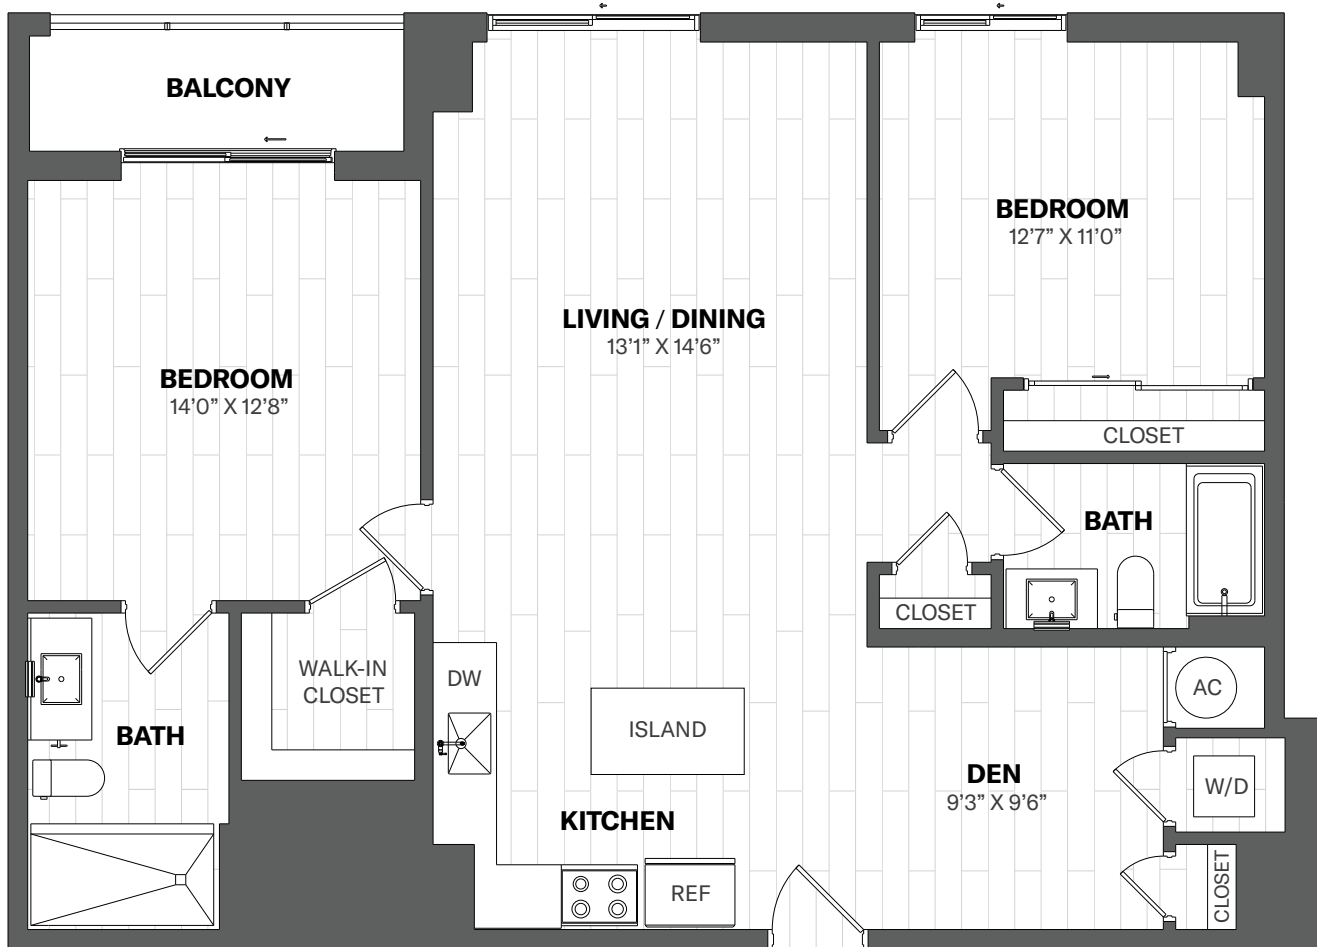 BALCONY
BEDROOM
12’7” X 11’0”
LIVING / DINING
13’1” X 14’6”
BEDROOM
14’0” X 12’8”
CLOSET
BATH
CLOSET
WALK-IN
CLOSET
DW
AC
ISLAND
BATH
DEN
9’3” X 9’6”
W/D
KITCHEN
REF
CLOSET